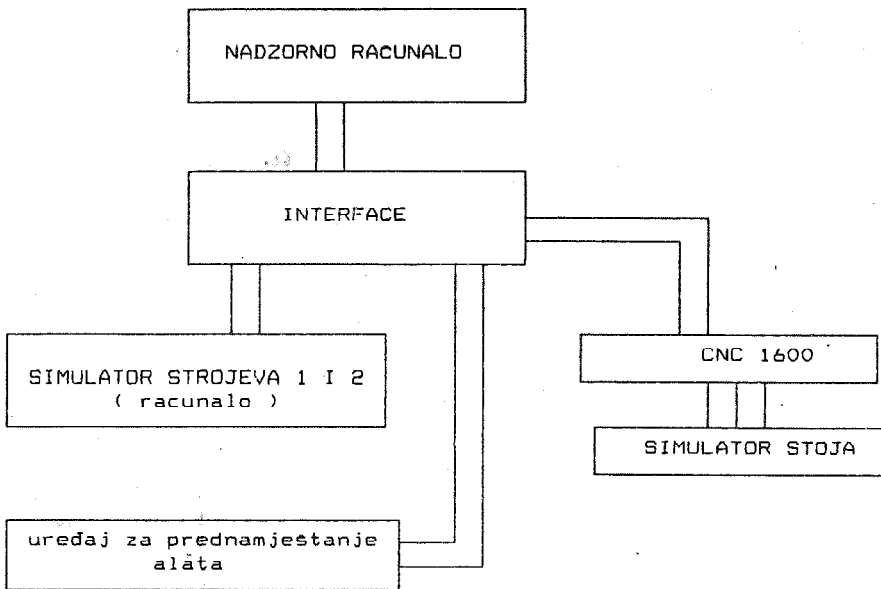 NADZORNO RACUNALO
INTERFACE
CNC 1600
SIMULATOR STROJEVA 1 I 2
( racunalo )
SIMULATOR STOJA
uređaj za prednamještanje
alata